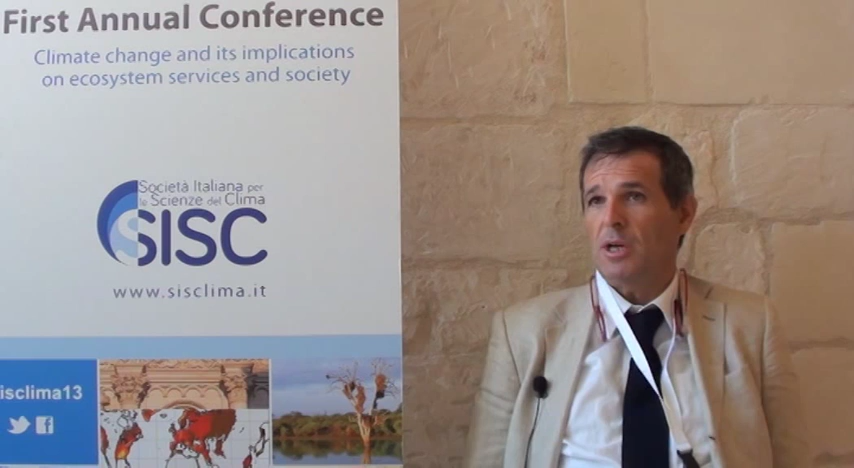 First Annual Conference
Climate change and its implications
on ecosystem services and society
Società Italiana per
le Scienze del Clima
SISC
www.sisclima.it
isclima13